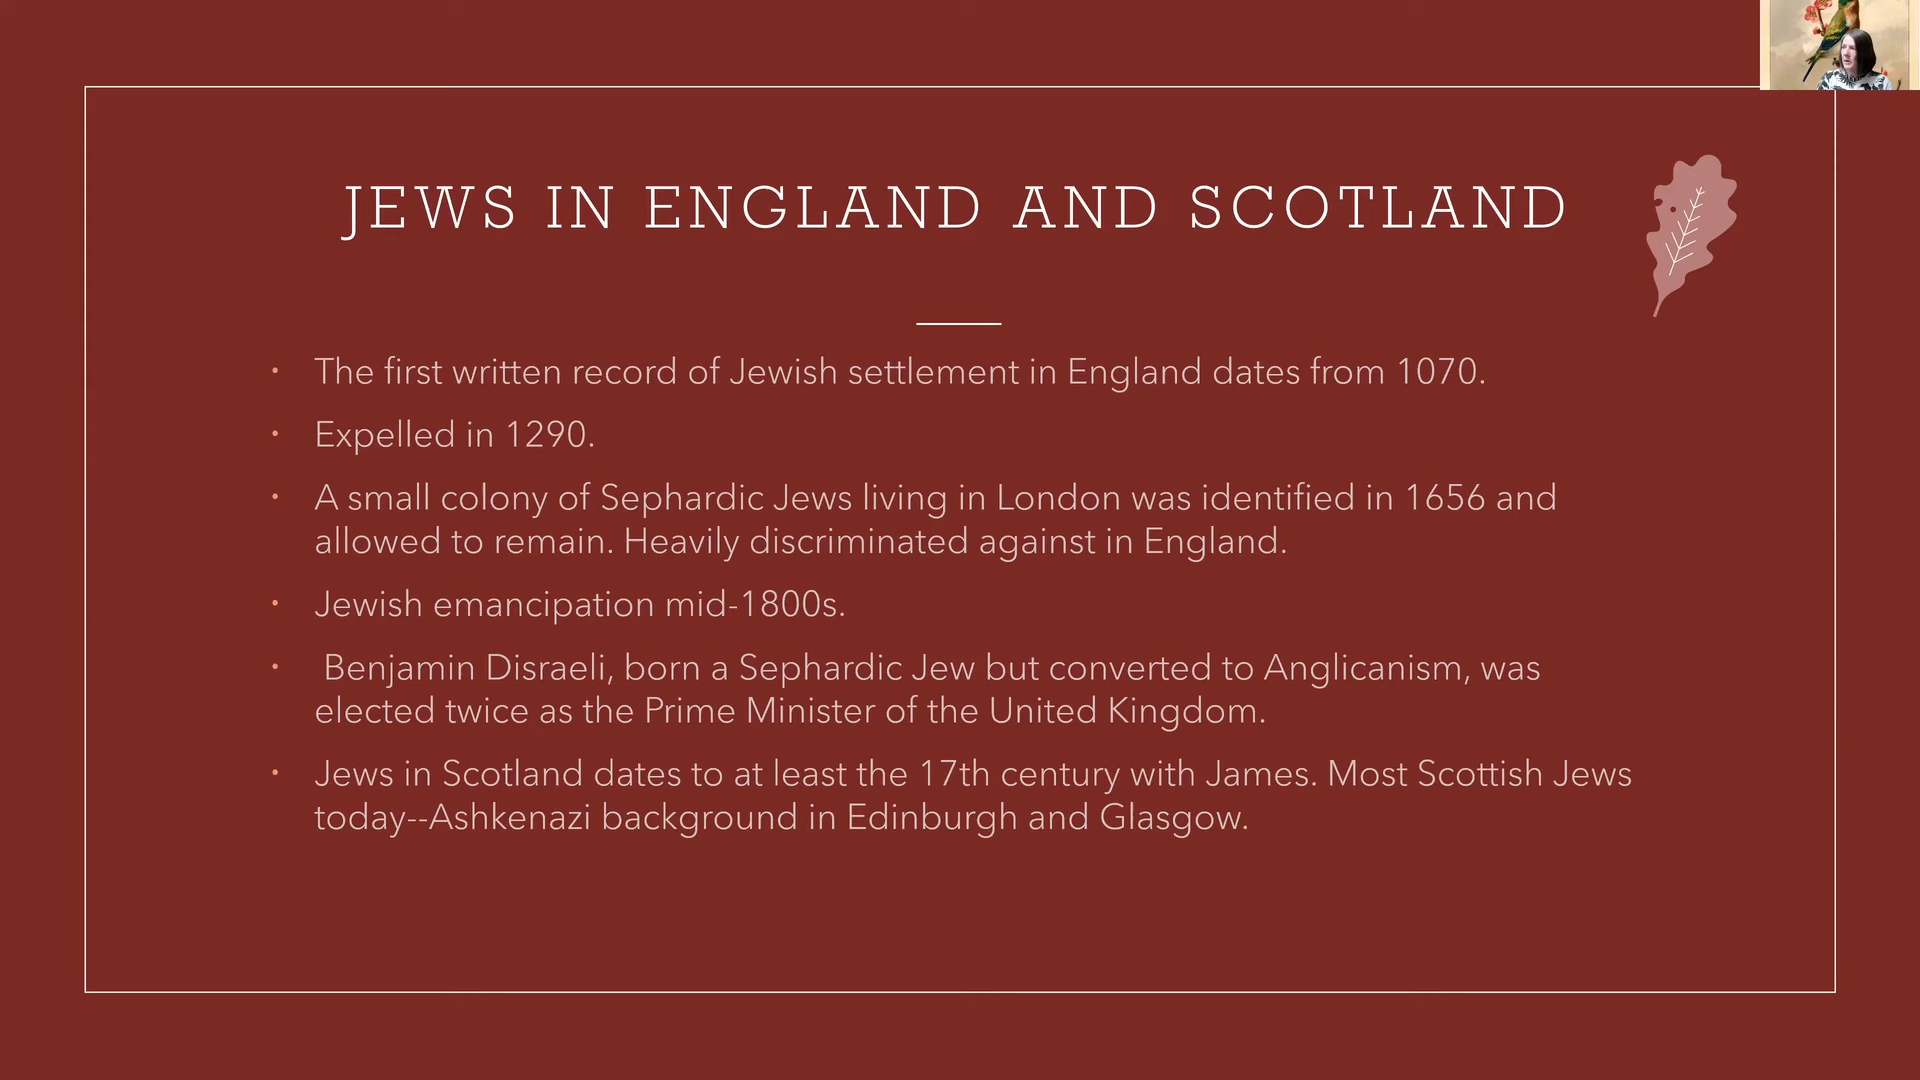 JEWS IN ENGLAND AND SCOTLAND
• The first written record of Jewish settlement in England dates from 1070.
• Expelled in 1290.
• A small colony of Sephardic Jews living in London was identified in 1656 and
allowed to remain. Heavily discriminated against in England.
• Jewish emancipation mid-1800s.
• Benjamin Disraeli, born a Sephardic Jew but converted to Anglicanism, was
elected twice as the Prime Minister of the United Kingdom.
• Jews in Scotland dates to at least the 17th century with James. Most Scottish Jews
today--Ashkenazi background in Edinburgh and Glasgow.